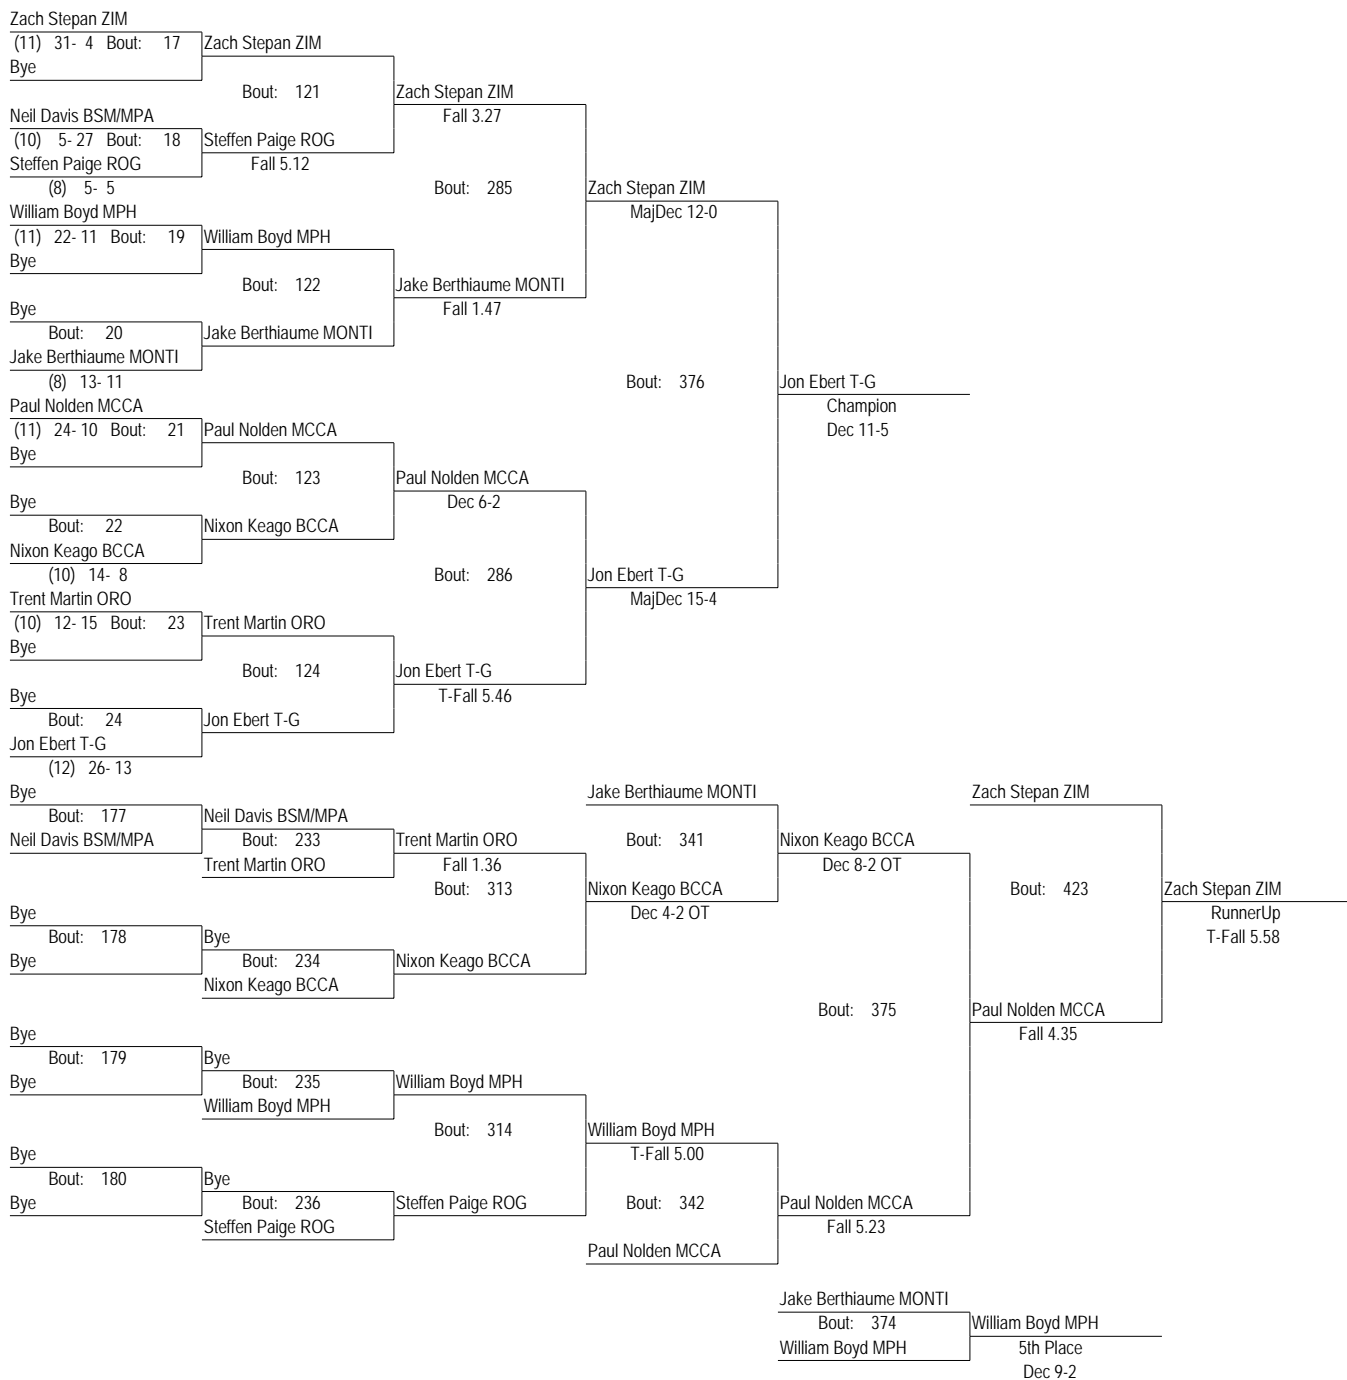 Zach Stepan ZIM
(11) 31- 4 Bout: 17 Zach Stepan ZIM
Bye
Bout: 121 Zach Stepan ZIM
Neil Davis BSM/MPA Fall 3.27
(10) 5- 27 Bout: 18 Steffen Paige ROG
Steffen Paige ROG Fall 5.12
(8) 5- 5 Bout: 285 Zach Stepan ZIM
William Boyd MPH MajDec 12-0
(11) 22- 11 Bout: 19 William Boyd MPH
Bye
Bout: 122 Jake Berthiaume MONTI
Bye Fall 1.47
Bout: 20 Jake Berthiaume MONTI
Jake Berthiaume MONTI
(8) 13- 11 Bout: 376 Jon Ebert T-G
Paul Nolden MCCA Champion
(11) 24- 10 Bout: 21 Paul Nolden MCCA Dec 11-5
Bye
Bout: 123 Paul Nolden MCCA
Bye Dec 6-2
Bout: 22 Nixon Keago BCCA
Nixon Keago BCCA
(10) 14- 8 Bout: 286 Jon Ebert T-G
Trent Martin ORO MajDec 15-4
(10) 12- 15 Bout: 23 Trent Martin ORO
Bye
Bout: 124 Jon Ebert T-G
Bye T-Fall 5.46
Bout: 24 Jon Ebert T-G
Jon Ebert T-G
(12) 26- 13
Bye Jake Berthiaume MONTI Zach Stepan ZIM
Bout: 177 Neil Davis BSM/MPA
Neil Davis BSM/MPA Bout: 233 Trent Martin ORO Bout: 341 Nixon Keago BCCA
Trent Martin ORO Fall 1.36 Dec 8-2 OT
Bout: 313 Nixon Keago BCCA Bout: 423 Zach Stepan ZIM
Bye Dec 4-2 OT RunnerUp
Bout: 178 Bye T-Fall 5.58
Bye Bout: 234 Nixon Keago BCCA
Nixon Keago BCCA
Bout: 375 Paul Nolden MCCA
Bye Fall 4.35
Bout: 179 Bye
Bye Bout: 235 William Boyd MPH
William Boyd MPH
Bout: 314 William Boyd MPH
Bye T-Fall 5.00
Bout: 180 Bye
Bye Bout: 236 Steffen Paige ROG Bout: 342 Paul Nolden MCCA
Steffen Paige ROG Fall 5.23
Paul Nolden MCCA
Jake Berthiaume MONTI
Bout: 374 William Boyd MPH
William Boyd MPH 5th Place
Dec 9-2